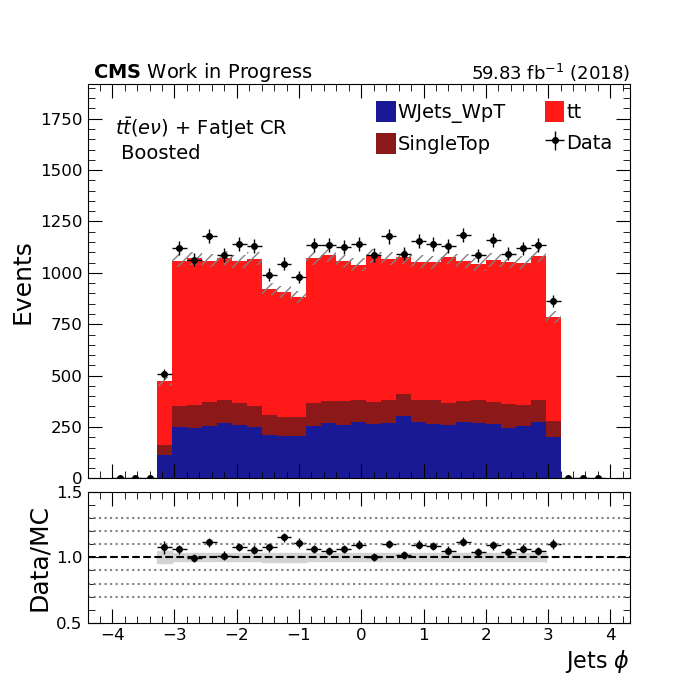 CMS Work in Progress 59.83 fb⁻¹ (2018)
tt̄(eν) + FatJet CR
Boosted
WJets_WpT tt
SingleTop Data
Events
1750
1500
1250
1000
750
500
250
0
Data/MC
1.5
1.0
0.5
−4 −3 −2 −1 0 1 2 3 4
Jets ϕ